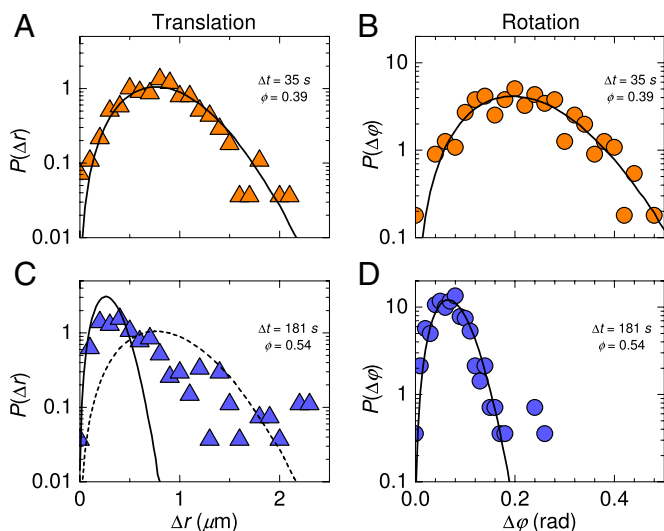 A Translation
B Rotation
P(Δr)
1
0.1
0.01
Δt = 35 s
ϕ = 0.39
P(Δφ)
10
1
0.1
Δt = 35 s
ϕ = 0.39
C
P(Δr)
1
0.1
0.01
0 1 2
Δr (μm)
Δt = 181 s
ϕ = 0.54
D
P(Δφ)
10
1
0.1
0.0 0.2 0.4
Δφ (rad)
Δt = 181 s
ϕ = 0.54